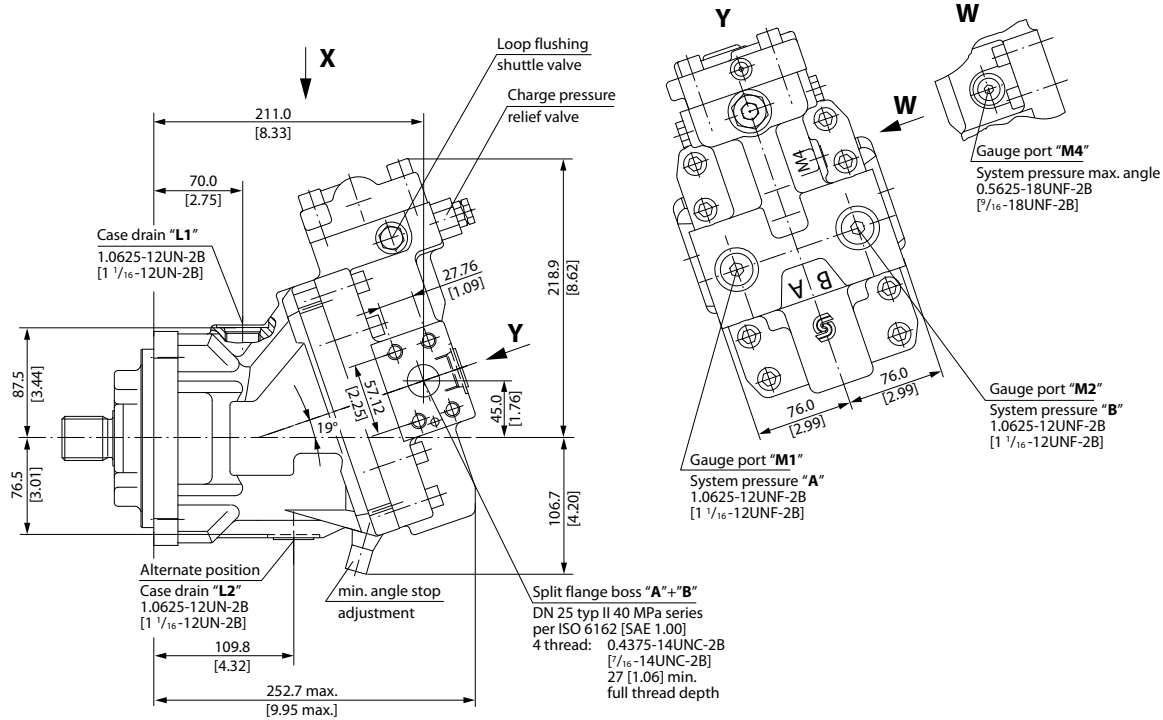 X
Loop flushing
shuttle valve
Charge pressure
relief valve
211.0
[8.33]
70.0
[2.75]
Case drain "L1"
1.0625-12UN-2B
[1 1/16-12UN-2B]
27.76
[1.09]
218.9
[8.62]
Y
87.5
[3.44]
57.12
[2.25]
45.0
[1.76]
19°
76.5
[3.01]
106.7
[4.20]
Alternate position
Case drain "L2"
1.0625-12UN-2B
[1 1/16-12UN-2B]
min. angle stop
adjustment
109.8
[4.32]
252.7 max.
[9.95 max.]
Split flange boss "A"+"B"
DN 25 typ II 40 MPa series
per ISO 6162 [SAE 1.00]
4 thread: 0.4375-14UNC-2B
[7/16-14UNC-2B]
27 [1.06] min.
full thread depth
Y
W
W
M4
Gauge port "M4"
System pressure max. angle
0.5625-18UNF-2B
[9/16-18UNF-2B]
B A
76.0
[2.99]
76.0
[2.99]
Gauge port "M2"
System pressure "B"
1.0625-12UNF-2B
[1 1/16-12UNF-2B]
Gauge port "M1"
System pressure "A"
1.0625-12UNF-2B
[1 1/16-12UNF-2B]